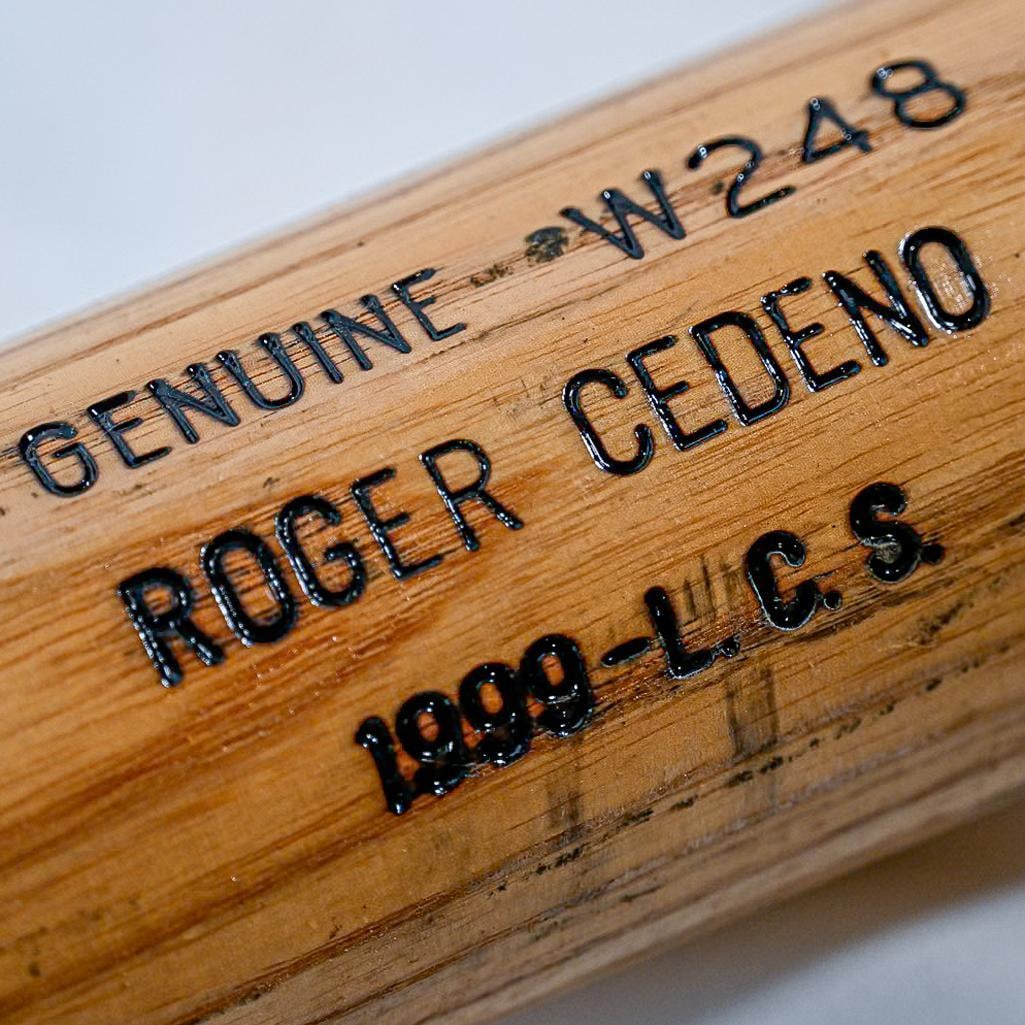 GENUINE W248
ROGER CEDENO
1999-L.C.S.